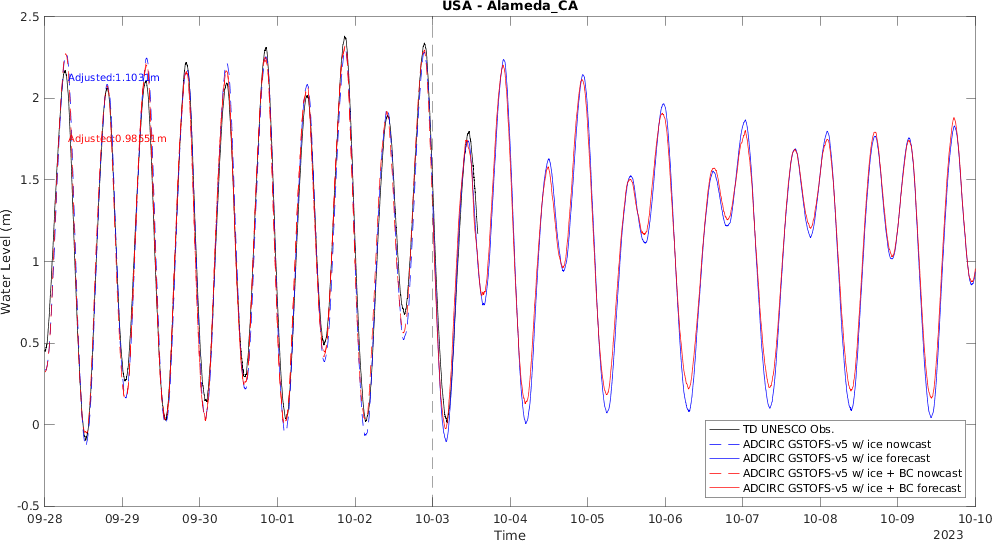 USA - Alameda_CA
2.5
2
1.5
1
0.5
0
-0.5
Water Level (m)
Adjusted:1.1031m
Adjusted:0.98551m
TD UNESCO Obs.
ADCIRC GSTOFS-v5 w/ ice nowcast
ADCIRC GSTOFS-v5 w/ ice forecast
ADCIRC GSTOFS-v5 w/ ice + BC nowcast
ADCIRC GSTOFS-v5 w/ ice + BC forecast
09-28 09-29 09-30 10-01 10-02 10-03 10-04 10-05 10-06 10-07 10-08 10-09 10-10
Time
2023